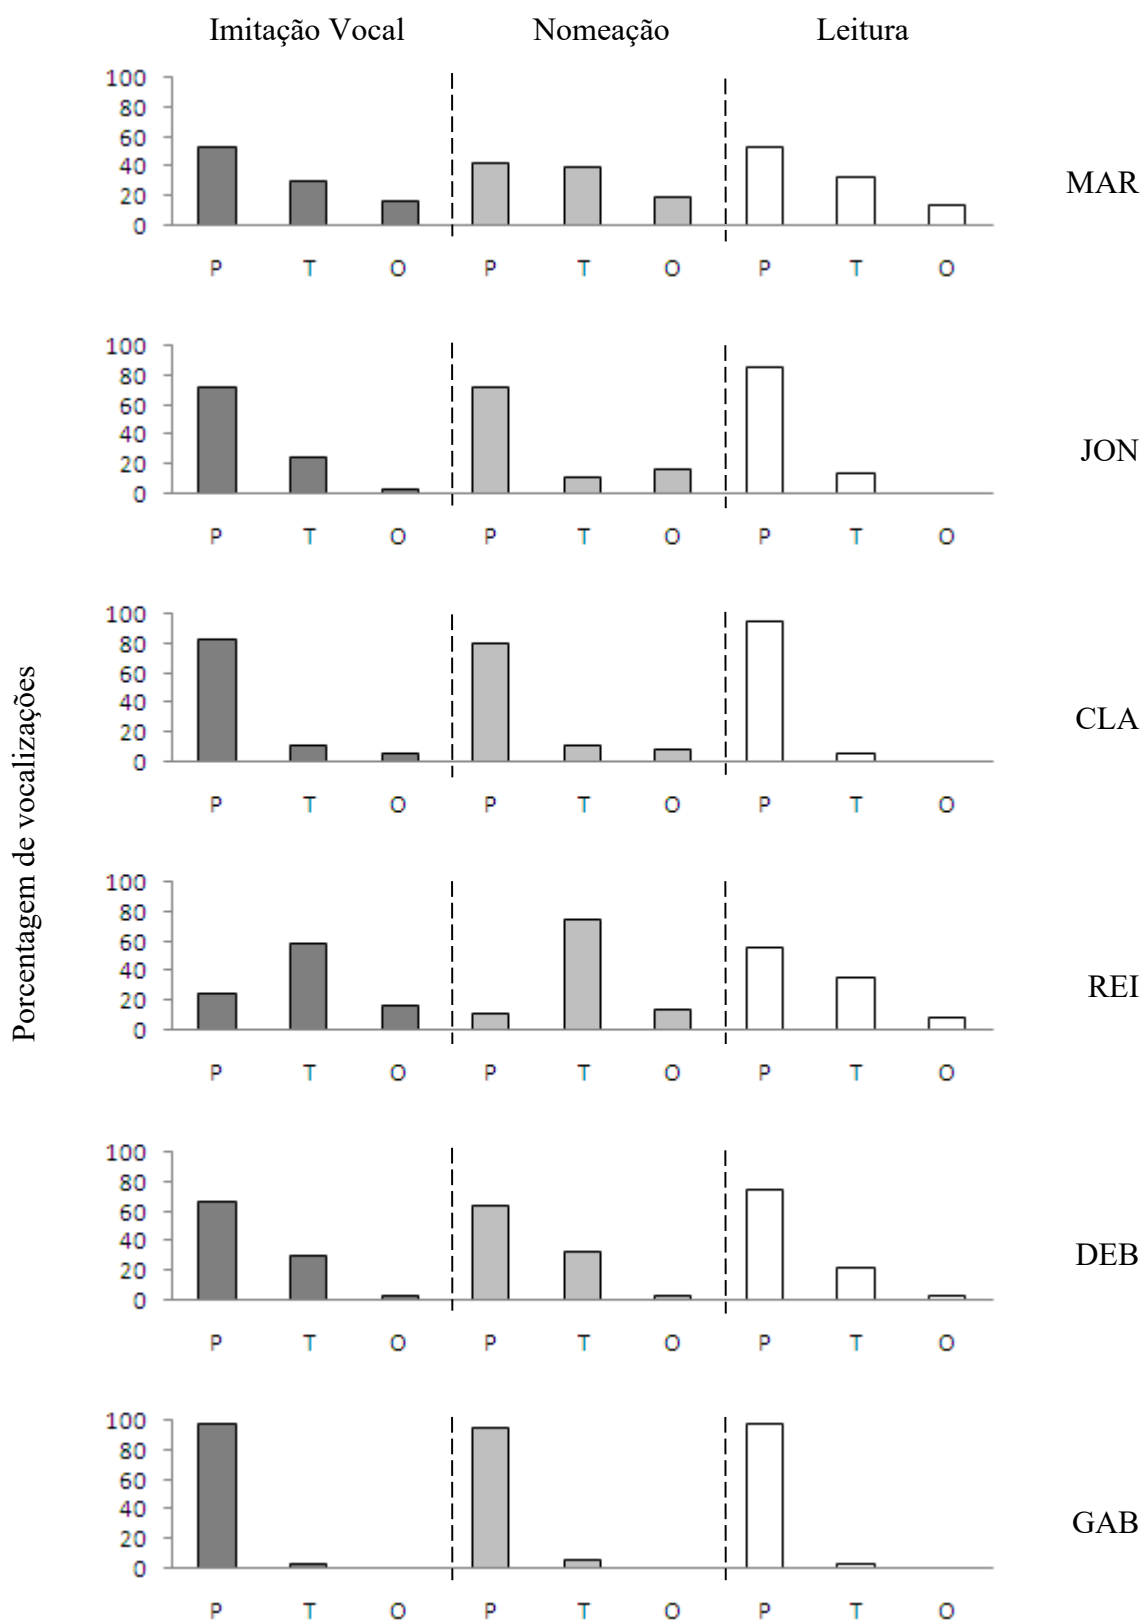 Imitação Vocal Nomeação Leitura
100
80
60
40
20
0
MAR
P T O P T O P T O
100
80
60
40
20
0
JON
P T O P T O P T O
100
80
60
40
20
0
CLA
P T O P T O P T O
Porcentagem de vocalizações
100
80
60
40
20
0
REI
P T O P T O P T O
100
80
60
40
20
0
DEB
P T O P T O P T O
100
80
60
40
20
0
GAB
P T O P T O P T O